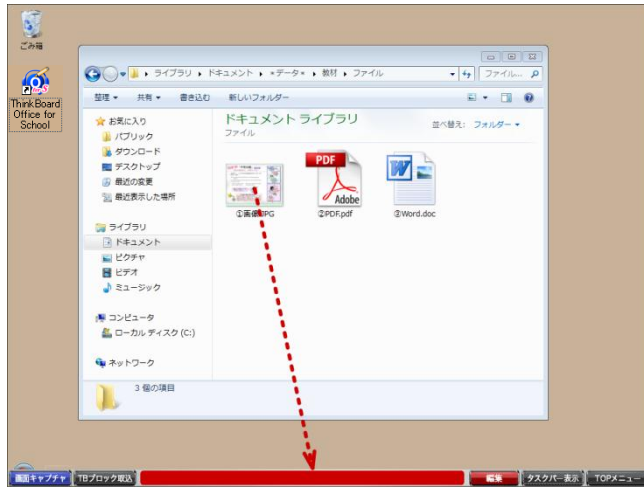 ごみ箱
ThinkBoard
Office for
School
ライブラリ ドキュメント *データ* 教材 ファイル
ファイル...
整理 共有 書き込む 新しいフォルダー
お気に入り
パブリック
ダウンロード
デスクトップ
最近の変更
最近表示した場所
ライブラリ
ドキュメント
ピクチャ
ビデオ
ミュージック
コンピュータ
ローカル ディスク (C:)
ネットワーク
ドキュメント ライブラリ
ファイル
並べ替え: フォルダー
PDF
Adobe
W
①画像.JPG
②PDF.pdf
③Word.doc
3 個の項目
画面キャプチャ TBブロック取込 編集 タスクバー表示 TOPメニュー